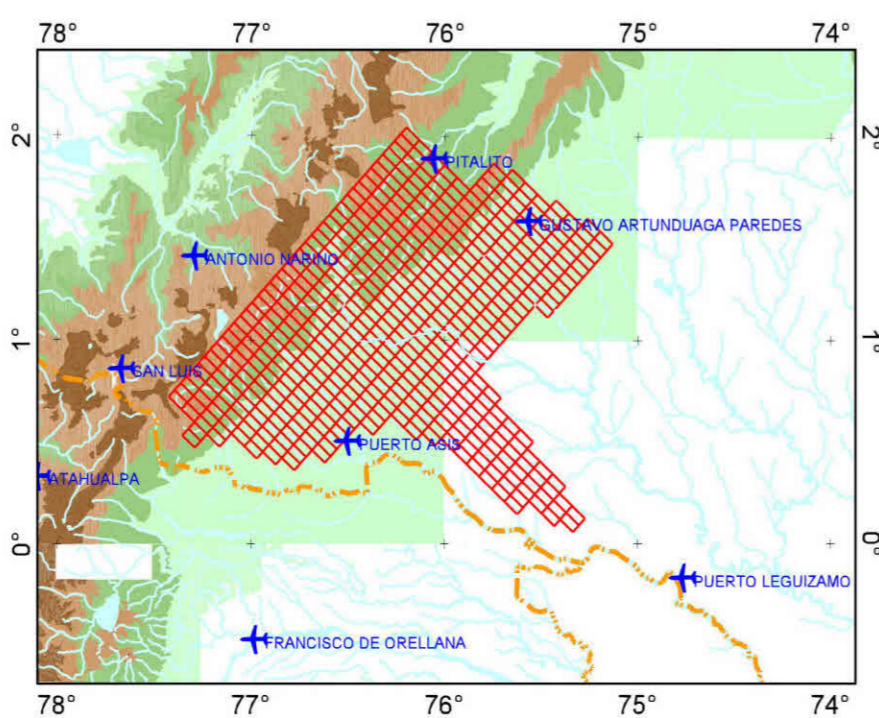 78° 77° 76° 75° 74°
2° 2°
PITALITO
GUSTAVO ARTUNDUAGA PAREDES
ANTONIO NARIÑO
1° 1°
SAN LUIS
PUERTO ASIS
ATAHUALPA
0° 0°
PUERTO LEGUIZAMO
FRANCISCO DE ORELLANA
78° 77° 76° 75° 74°